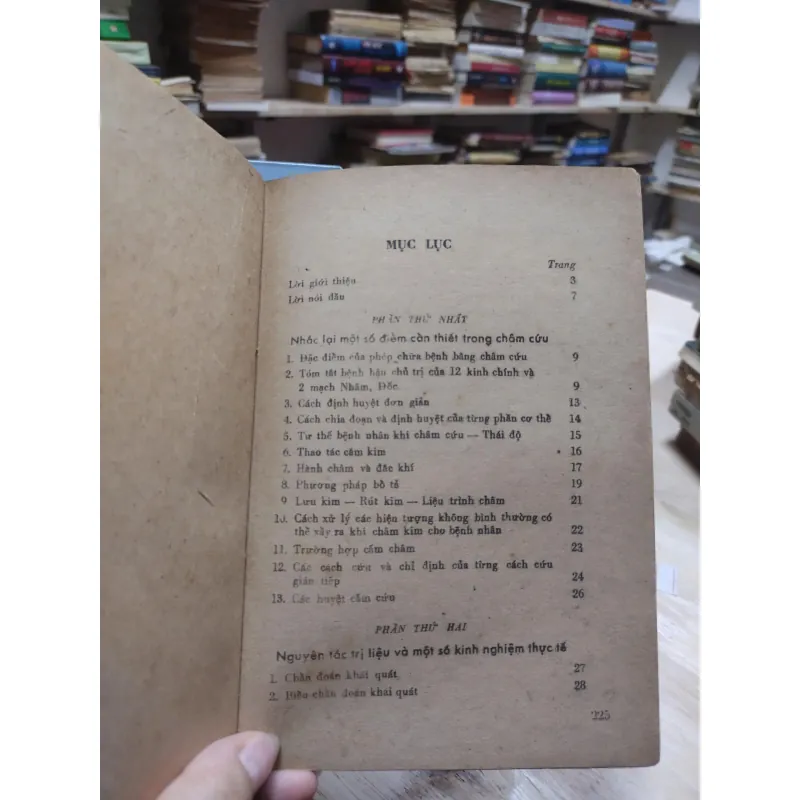 MỤC LỤC
Trang
Lời giới thiệu 3
Lời nói đầu 7
PHẦN THỨ NHẤT
Nhắc lại một số điểm cần thiết trong châm cứu
1. Đặc điểm của phép chữa bệnh bằng châm cứu 9
2. Tóm tắt bệnh hậu chủ trị của 12 kinh chính và
2 mạch Nhâm, Đốc. 9
3. Cách định huyệt đơn giản 13
4. Cách chia đoạn và định huyệt của từng phần cơ thể 14
5. Tư thế bệnh nhân khi châm cứu — Thái độ 15
6. Thao tác cầm kim 16
7. Hành châm và đắc khí 17
8. Phương pháp bổ tả 19
9 Lưu kim — Rút kim — Liệu trình châm 21
10. Cách xử lý các hiện tượng không bình thường có
thể xảy ra khi châm kim cho bệnh nhân 22
11. Trường hợp cấm châm 23
12. Các cách cứu và chỉ định của từng cách cứu
gián tiếp 24
13. Các huyệt cấm cứu 26
PHẦN THỨ HAI
Nguyên tắc trị liệu và một số kinh nghiệm thực tế
1. Chẩn đoán khái quát 27
2. Điều chẩn đoán khái quát 28
225